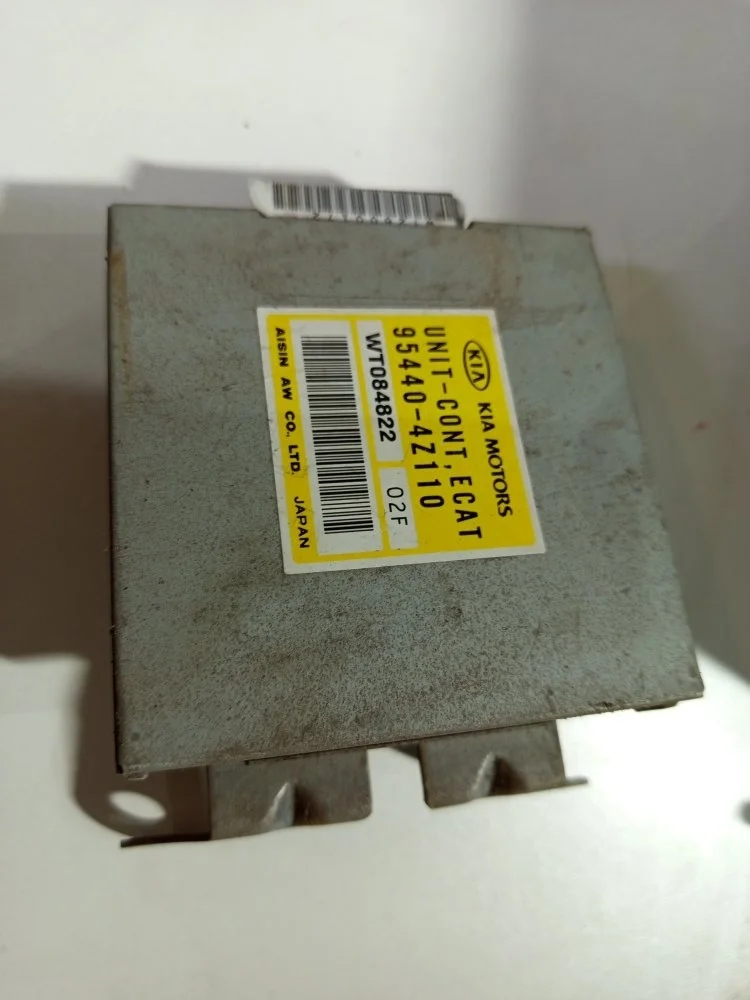 KIA KIA MOTORS
UNIT-CONT, ECAT
95440-4Z110
WT084822 02F
AISIN AW CO., LTD. JAPAN